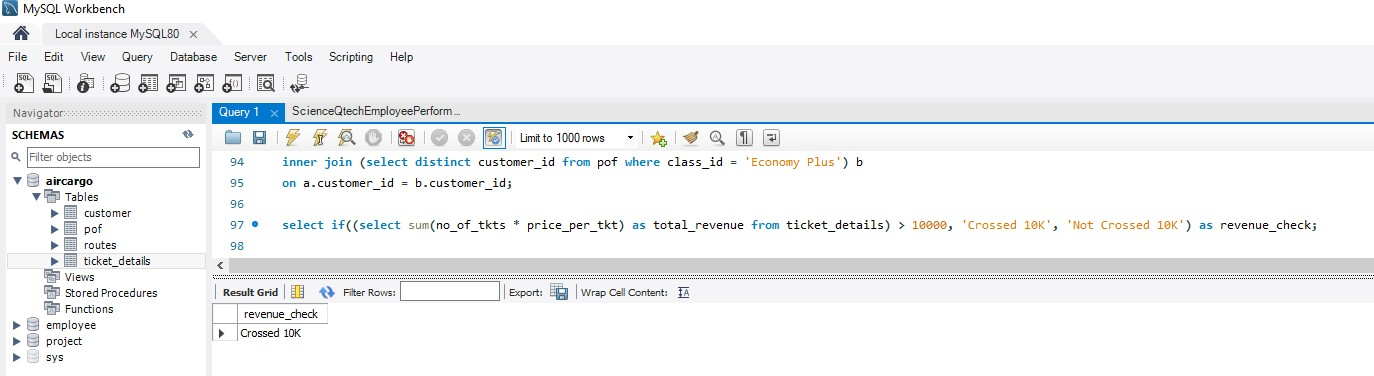 MySQL Workbench
Local instance MySQL80
File Edit View Query Database Server Tools Scripting Help
Navigator
SCHEMAS
Filter objects
aircargo
Tables
customer
pof
routes
ticket_details
Views
Stored Procedures
Functions
employee
project
sys
Query 1
ScienceQtechEmployeePerform...
Limit to 1000 rows
94 inner join (select distinct customer_id from pof where class_id = 'Economy Plus') b
95 on a.customer_id = b.customer_id;
96
97 select if((select sum(no_of_tkts * price_per_tkt) as total_revenue from ticket_details) > 10000, 'Crossed 10K', 'Not Crossed 10K') as revenue_check;
98
Result Grid Filter Rows: Export: Wrap Cell Content:
revenue_check
Crossed 10K